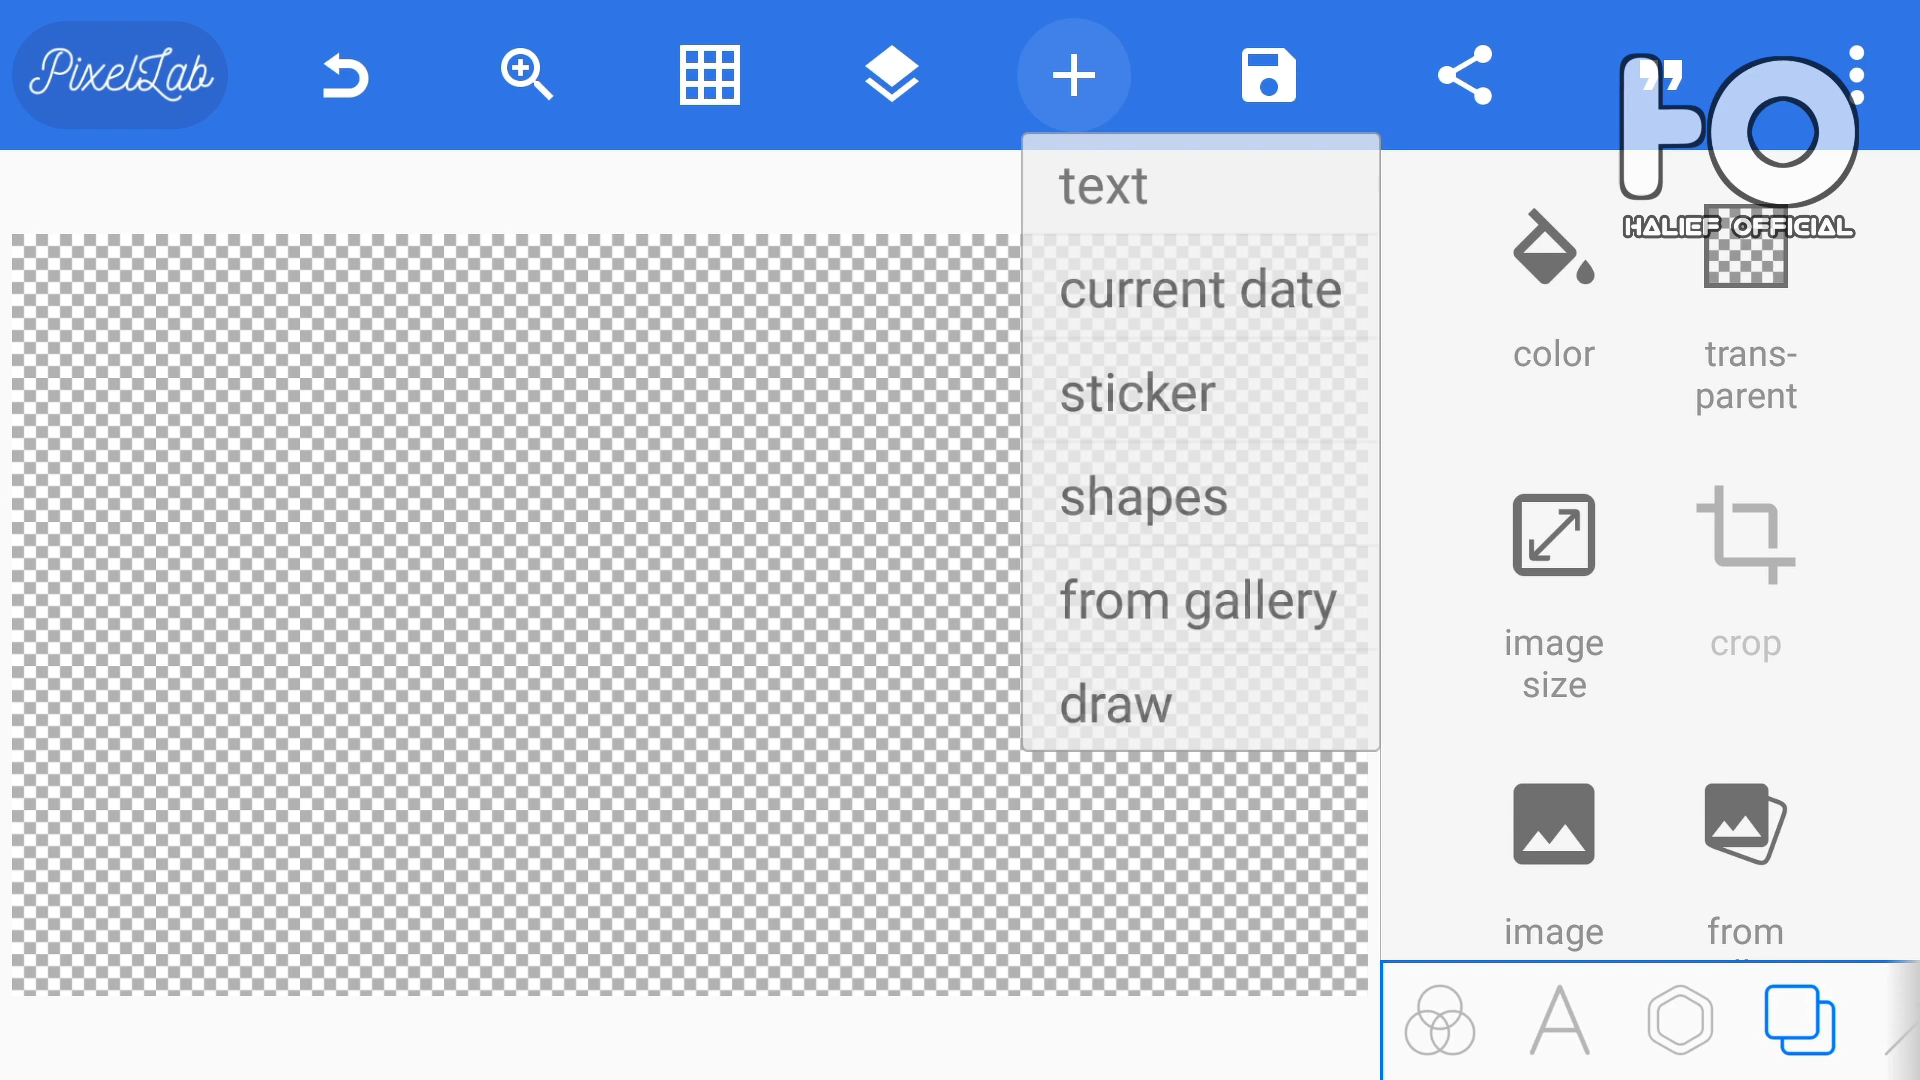 PixelLab
text
current date
sticker
shapes
from gallery
draw
HALIEF OFFICIAL
color
trans-
parent
image
size
crop
image
from